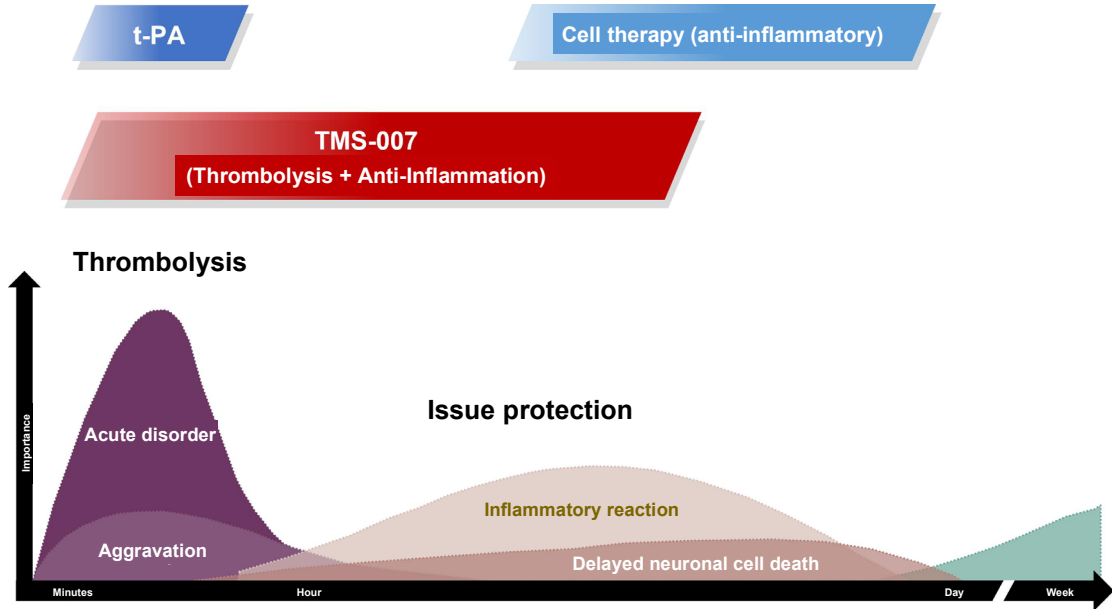 t-PA
Cell therapy (anti-inflammatory)
TMS-007
(Thrombolysis + Anti-Inflammation)
Thrombolysis
Issue protection
Importance
Acute disorder
Inflammatory reaction
Aggravation
Delayed neuronal cell death
Minutes
Hour
Day
Week